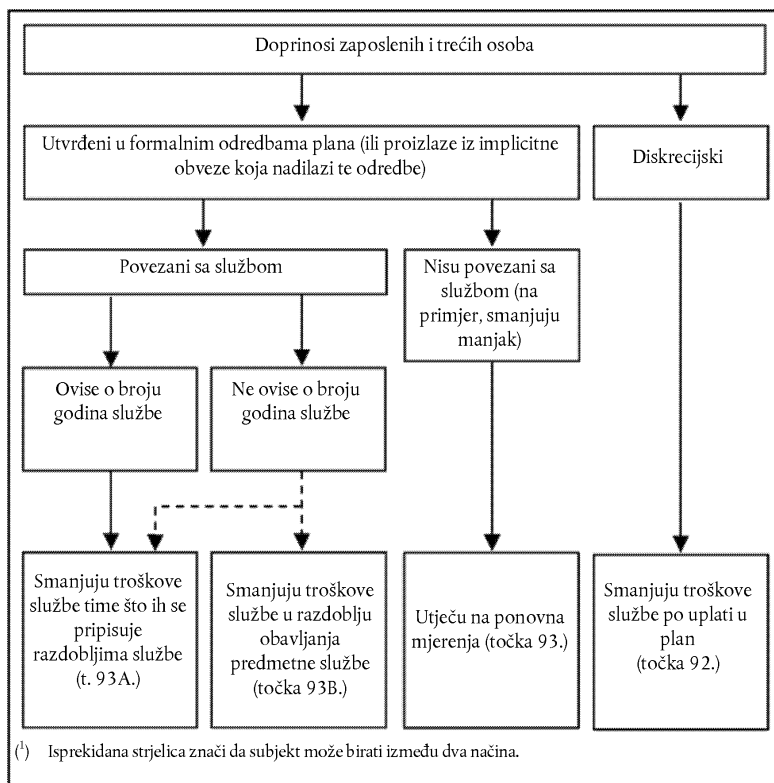 Doprinosi zaposlenih i trećih osoba
Utvrđeni u formalnim odredbama plana (ili proizlaze iz implicitne
obveze koja nadilazi te odredbe)
Diskrecijski
Povezani sa službom
Nisu povezani sa
službom (na
primjer, smanjuju
manjak)
Ovise o broju
godina službe
Ne ovise o broju
godina službe
Smanjuju troškove
službe time što ih se
pripisuje
razdobljima službe
(t. 93A.)
Smanjuju troškove
službe u razdoblju
obavljanja
predmetne službe
(točka 93B.)
Utječu na ponovna
mjerenja (točka 93.)
Smanjuju troškove
službe po uplati u
plan
(točka 92.)
(¹) Isprekidana strjelica znači da subjekt može birati između dva načina.